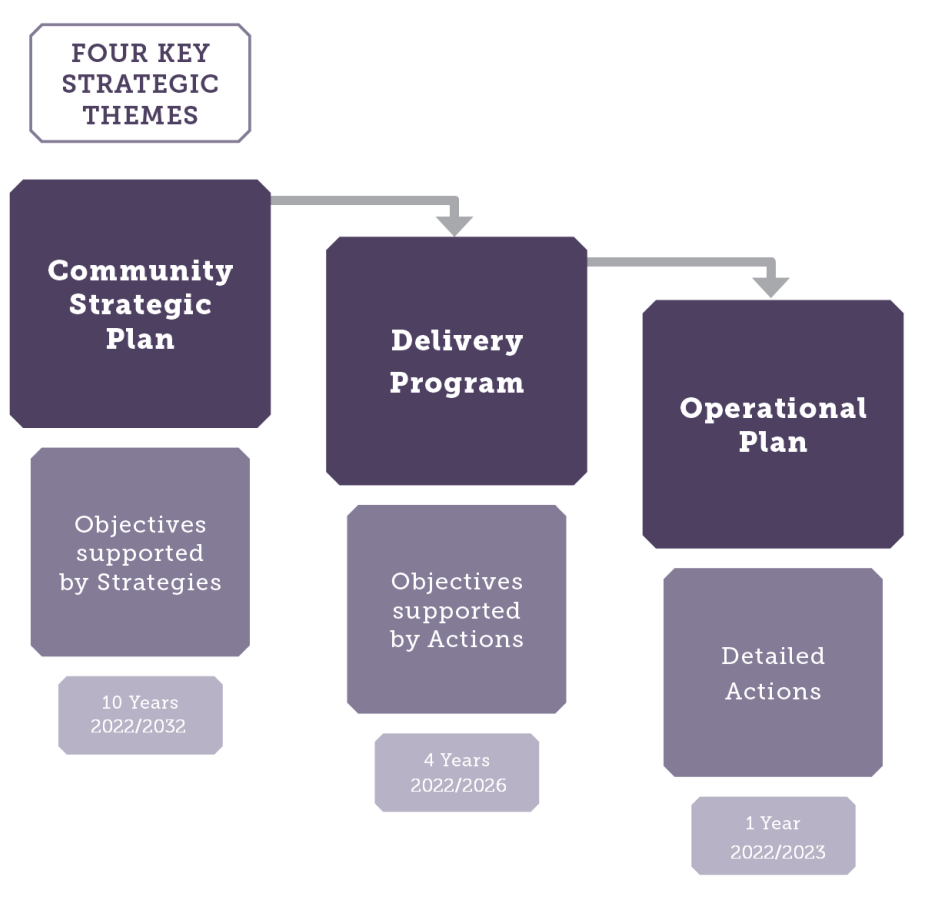 FOUR KEY
STRATEGIC
THEMES
Community
Strategic
Plan
Objectives
supported
by Strategies
10 Years
2022/2032
Delivery
Program
Objectives
supported
by Actions
4 Years
2022/2026
Operational
Plan
Detailed
Actions
1 Year
2022/2023